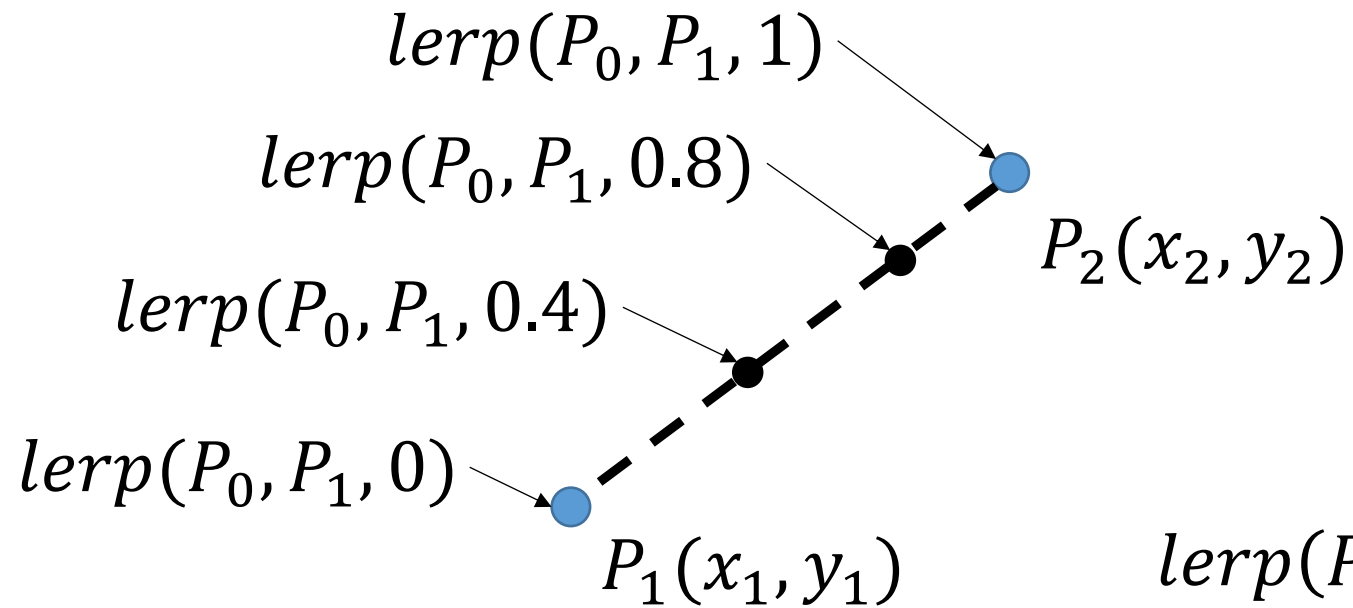 lerp(P₀, P₁, 1)
lerp(P₀, P₁, 0.8)
P₂(x₂, y₂)
lerp(P₀, P₁, 0.4)
lerp(P₀, P₁, 0)
P₁(x₁, y₁)
lerp(P